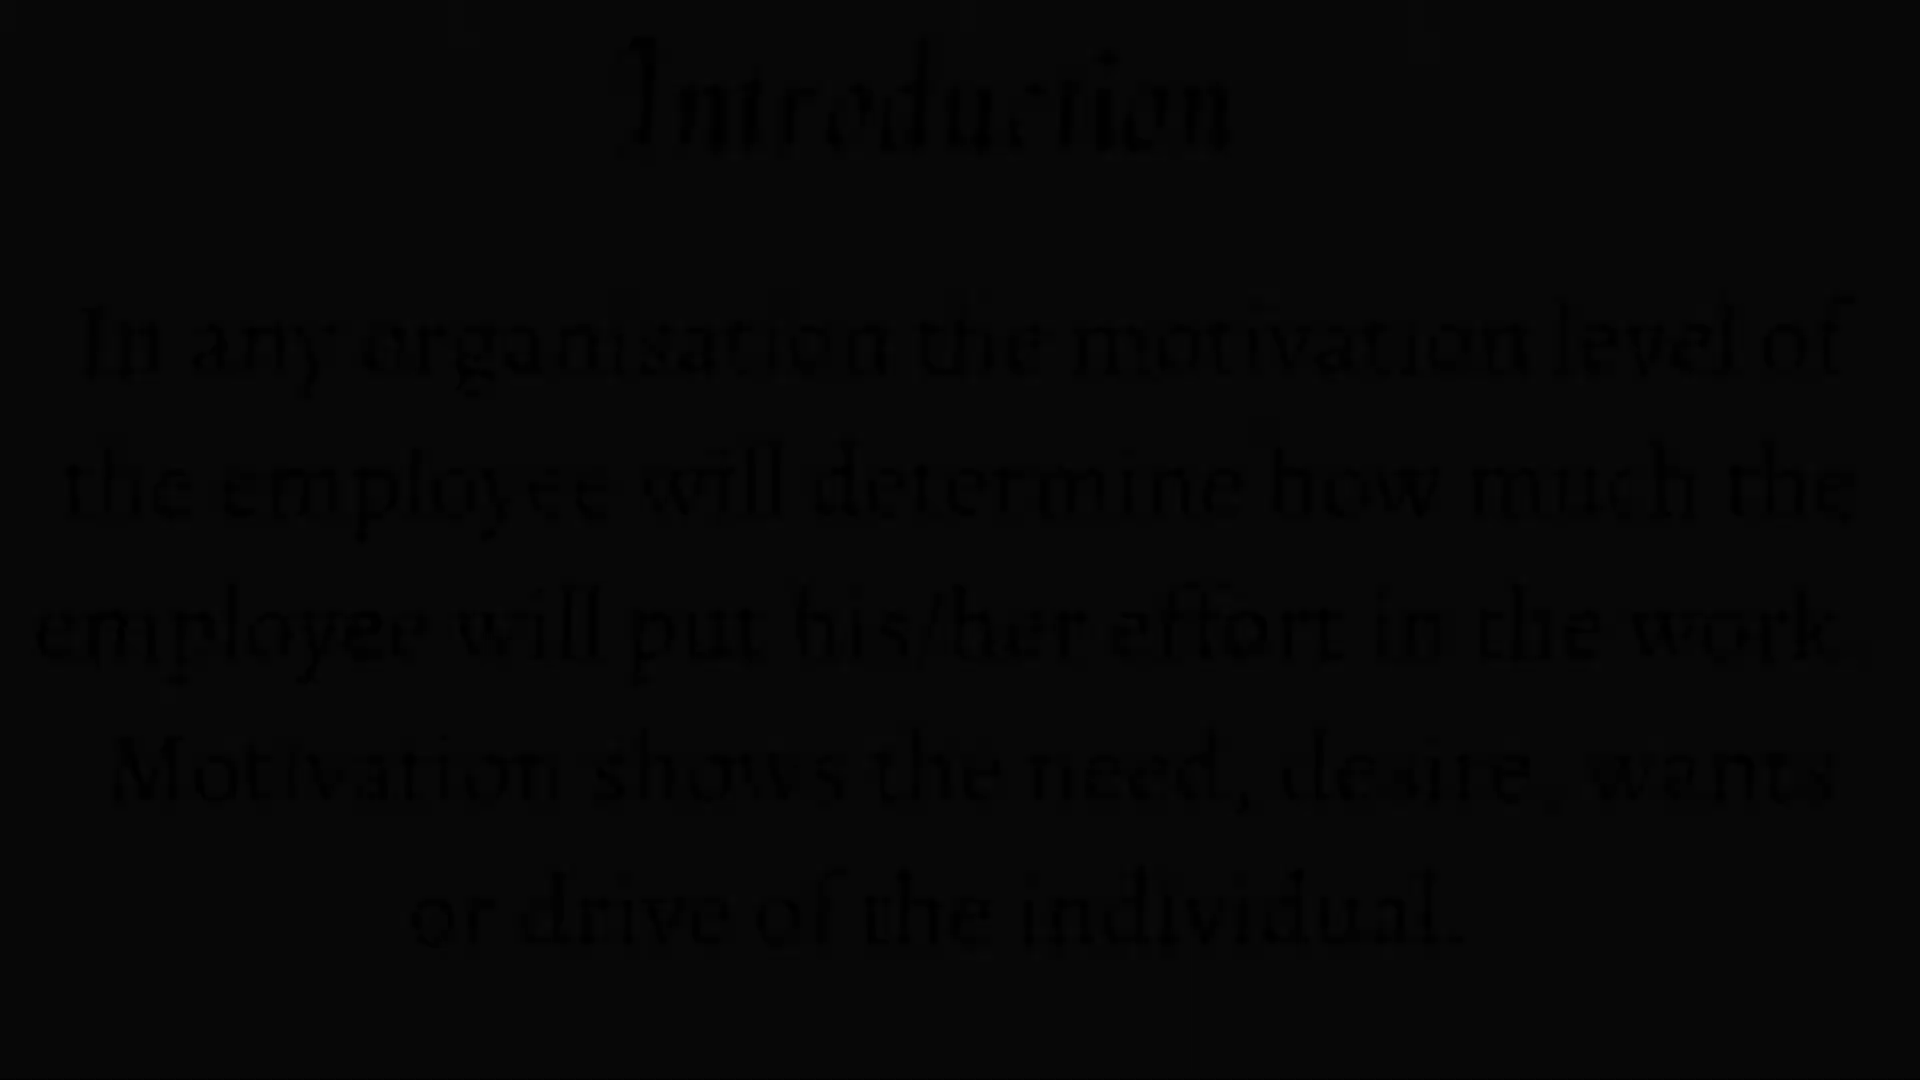 Introduction
In any organisation the motivation level of
the employee will determine how much the
employee will put his/her effort in the work.
Motivation shows the need, desire, wants
or drive of the individual.